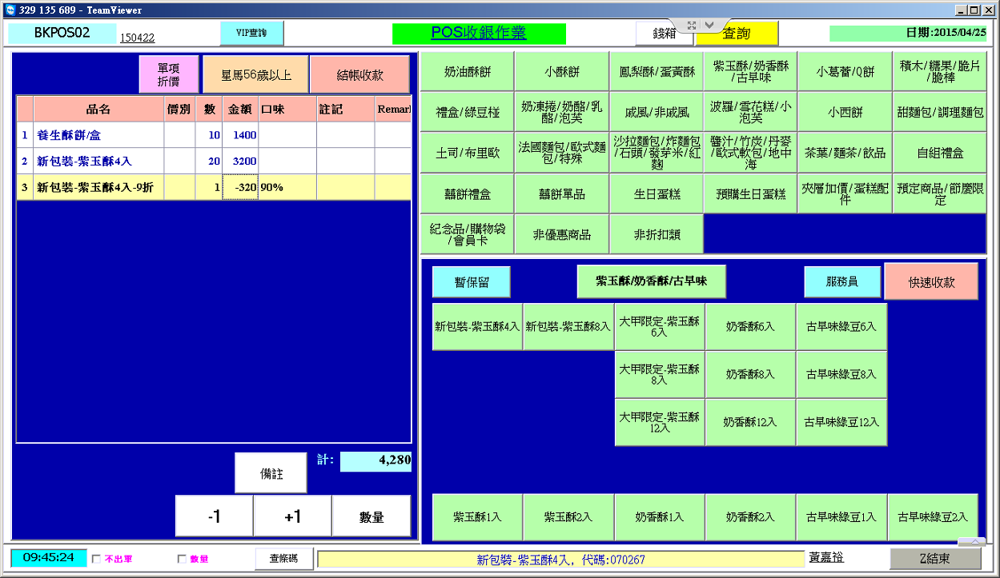 329 135 689 - TeamViewer
BKPOS02
150422
VIP查詢
POS收銀作業
錢箱
查詢
日期:2015/04/25
單項
折價
星馬56歲以上
結帳收款
品名 價別 數 金額 口味 註記 Remark
1 養生酥餅/盒 10 1400
2 新包裝-紫玉酥4入 20 3200
3 新包裝-紫玉酥4入-9折 1 -320 90%
備註
計:
4,280
-1
+1
數量
奶油酥餅
小酥餅
鳳梨酥/蛋黃酥
紫玉酥/奶香酥
/古早味
小葛蕾/Q餅
積木/糖果/脆片
/脆棒
禮盒/綠豆椪
奶凍捲/奶酪/乳
酪/泡芙
戚風/非戚風
波羅/雪花糕/小
泡芙
小西餅
甜麵包/調理麵包
土司/布里歐
法國麵包/歐式麵
包/特殊
沙拉麵包/炸麵包
/石頭/發芽米/紅
麴
醬汁/竹炭/丹麥
/歐式軟包/地中
海
茶葉/麵茶/飲品
自組禮盒
囍餅禮盒
囍餅單品
生日蛋糕
預購生日蛋糕
夾層加價/蛋糕配
件
預定商品/節慶限
定
紀念品/購物袋
/會員卡
非優惠商品
非折扣類
暫保留
紫玉酥/奶香酥/古早味
服務員
快速收款
新包裝-紫玉酥4入
新包裝-紫玉酥8入
大甲限定-紫玉酥
6入
奶香酥6入
古早味綠豆6入
大甲限定-紫玉酥
8入
奶香酥8入
古早味綠豆8入
大甲限定-紫玉酥
12入
奶香酥12入
古早味綠豆12入
紫玉酥1入
紫玉酥2入
奶香酥1入
奶香酥2入
古早味綠豆1入
古早味綠豆2入
09:45:24
不出單
數量
查條碼
新包裝-紫玉酥4入, 代碼:070267
黃嘉裕
Z結束